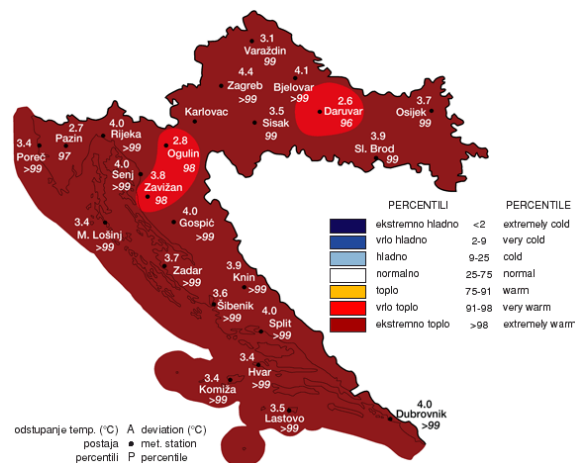 3.1
Varaždin
99
4.4
Zagreb
>99
4.1
Bjelovar
>99
2.6
Daruvar
96
3.7
Osijek
99
Karlovac
3.5
Sisak
99
3.9
Sl. Brod
>99
3.4
Poreč
>99
2.7
Pazin
97
4.0
Rijeka
>99
2.8
Ogulin
98
4.0
Senj
>99
3.8
Zavižan
98
3.4
M. Lošinj
>99
4.0
Gospić
>99
3.7
Zadar
>99
3.9
Knin
>99
3.6
Šibenik
>99
4.0
Split
>99
3.4
Hvar
>99
3.4
Komiža
>99
3.5
Lastovo
>99
4.0
Dubrovnik
>99
PERCENTILI PERCENTILE
ekstremno hladno <2 extremely cold
vrlo hladno 2-9 very cold
hladno 9-25 cold
normalno 25-75 normal
toplo 75-91 warm
vrlo toplo 91-98 very warm
ekstremno toplo >98 extremely warm
odstupanje temp. (°C) A deviation (°C)
postaja met. station
percentili P percentile